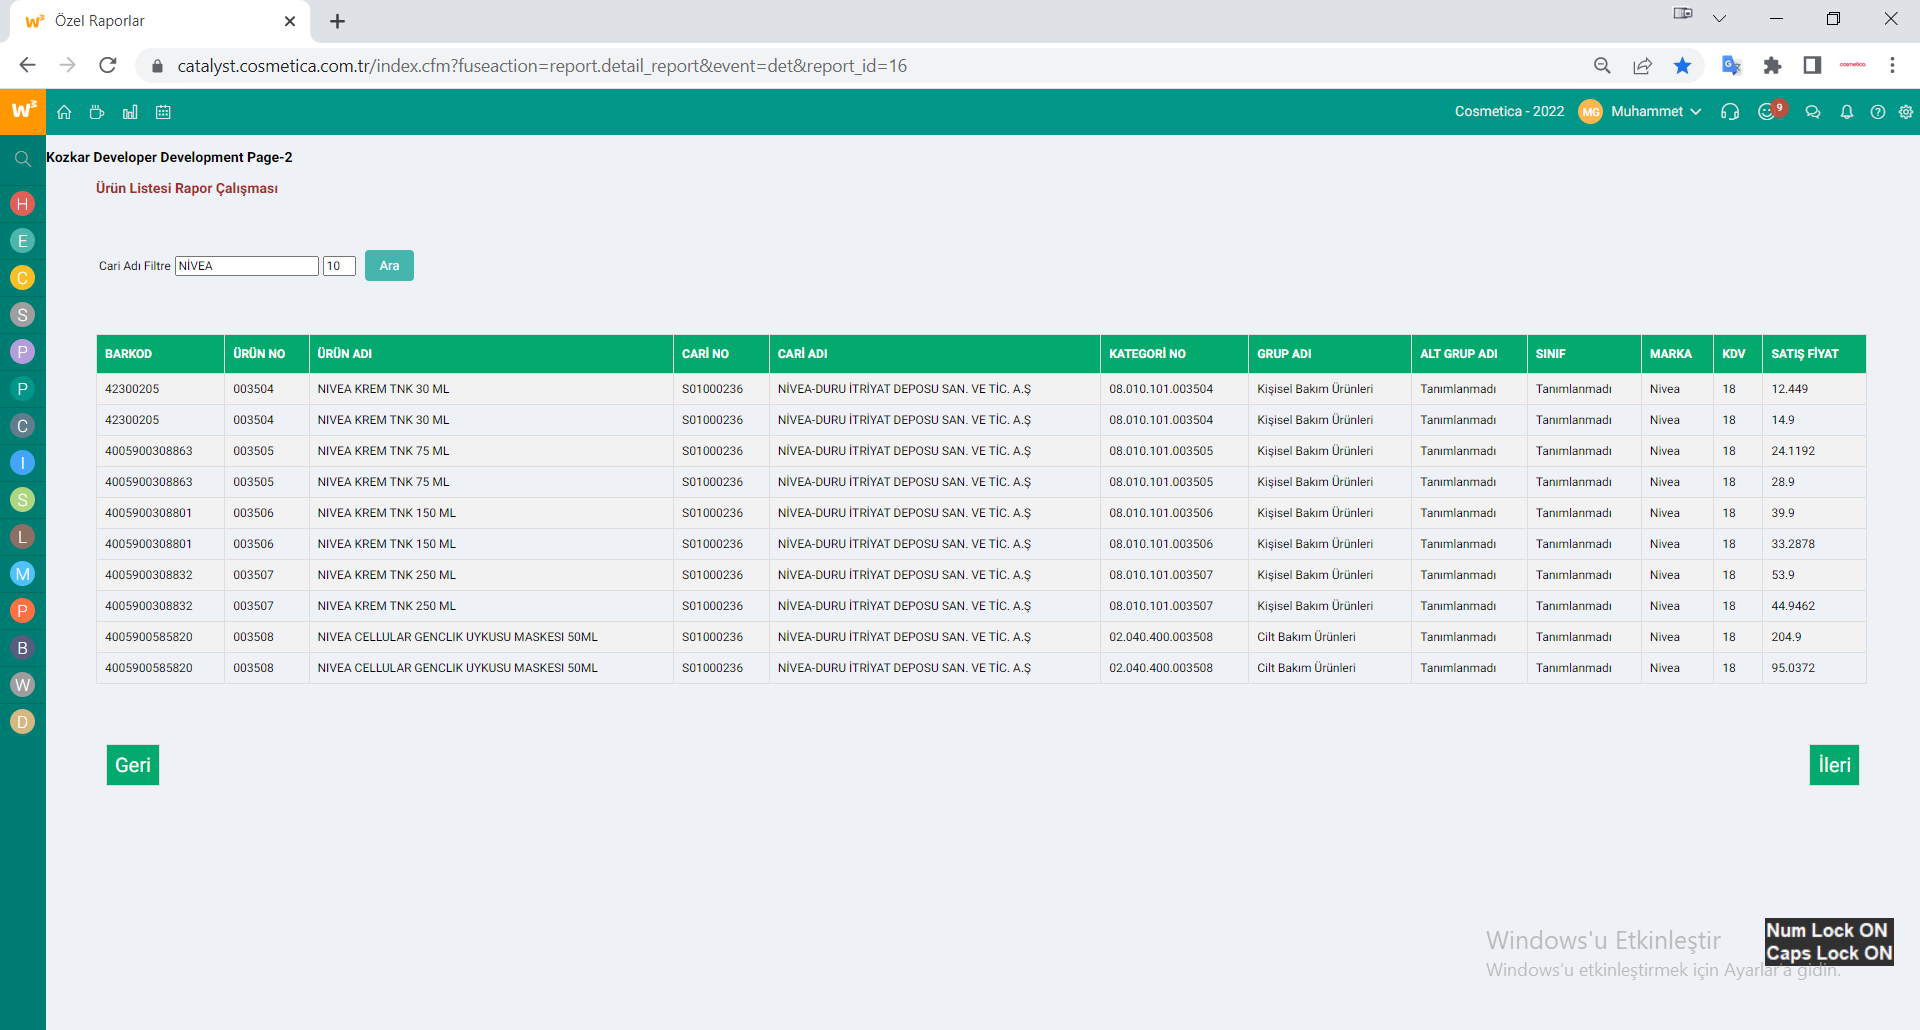 Özel Raporlar
catalyst.cosmetica.com.tr/index.cfm?fuseaction=report.detail_report&event=det&report_id=16
cosmetica
w3 Cosmetica - 2022 MG Muhammet 9
Kozkar Developer Development Page-2
Ürün Listesi Rapor Çalışması
H
E
C
S
P
P
C
I
S
L
M
P
B
W
D
Cari Adı Filtre NİVEA 10 Ara
BARKOD ÜRÜN NO ÜRÜN ADI CARİ NO CARİ ADI KATEGORİ NO GRUP ADI ALT GRUP ADI SINIF MARKA KDV SATIŞ FİYAT
42300205 003504 NIVEA KREM TNK 30 ML S01000236 NİVEA-DURU İTRİYAT DEPOSU SAN. VE TİC. A.Ş 08.010.101.003504 Kişisel Bakım Ürünleri Tanımlanmadı Tanımlanmadı Nivea 18 12.449
42300205 003504 NIVEA KREM TNK 30 ML S01000236 NİVEA-DURU İTRİYAT DEPOSU SAN. VE TİC. A.Ş 08.010.101.003504 Kişisel Bakım Ürünleri Tanımlanmadı Tanımlanmadı Nivea 18 14.9
4005900308863 003505 NIVEA KREM TNK 75 ML S01000236 NİVEA-DURU İTRİYAT DEPOSU SAN. VE TİC. A.Ş 08.010.101.003505 Kişisel Bakım Ürünleri Tanımlanmadı Tanımlanmadı Nivea 18 24.1192
4005900308863 003505 NIVEA KREM TNK 75 ML S01000236 NİVEA-DURU İTRİYAT DEPOSU SAN. VE TİC. A.Ş 08.010.101.003505 Kişisel Bakım Ürünleri Tanımlanmadı Tanımlanmadı Nivea 18 28.9
4005900308801 003506 NIVEA KREM TNK 150 ML S01000236 NİVEA-DURU İTRİYAT DEPOSU SAN. VE TİC. A.Ş 08.010.101.003506 Kişisel Bakım Ürünleri Tanımlanmadı Tanımlanmadı Nivea 18 39.9
4005900308801 003506 NIVEA KREM TNK 150 ML S01000236 NİVEA-DURU İTRİYAT DEPOSU SAN. VE TİC. A.Ş 08.010.101.003506 Kişisel Bakım Ürünleri Tanımlanmadı Tanımlanmadı Nivea 18 33.2878
4005900308832 003507 NIVEA KREM TNK 250 ML S01000236 NİVEA-DURU İTRİYAT DEPOSU SAN. VE TİC. A.Ş 08.010.101.003507 Kişisel Bakım Ürünleri Tanımlanmadı Tanımlanmadı Nivea 18 53.9
4005900308832 003507 NIVEA KREM TNK 250 ML S01000236 NİVEA-DURU İTRİYAT DEPOSU SAN. VE TİC. A.Ş 08.010.101.003507 Kişisel Bakım Ürünleri Tanımlanmadı Tanımlanmadı Nivea 18 44.9462
4005900585820 003508 NIVEA CELLULAR GENCLIK UYKUSU MASKESI 50ML S01000236 NİVEA-DURU İTRİYAT DEPOSU SAN. VE TİC. A.Ş 02.040.400.003508 Cilt Bakım Ürünleri Tanımlanmadı Tanımlanmadı Nivea 18 204.9
4005900585820 003508 NIVEA CELLULAR GENCLIK UYKUSU MASKESI 50ML S01000236 NİVEA-DURU İTRİYAT DEPOSU SAN. VE TİC. A.Ş 02.040.400.003508 Cilt Bakım Ürünleri Tanımlanmadı Tanımlanmadı Nivea 18 95.0372
Geri İleri
Windows'u Etkinleştir
Windows'u etkinleştirmek için Ayarlar'a gidin.
Num Lock ON
Caps Lock ON